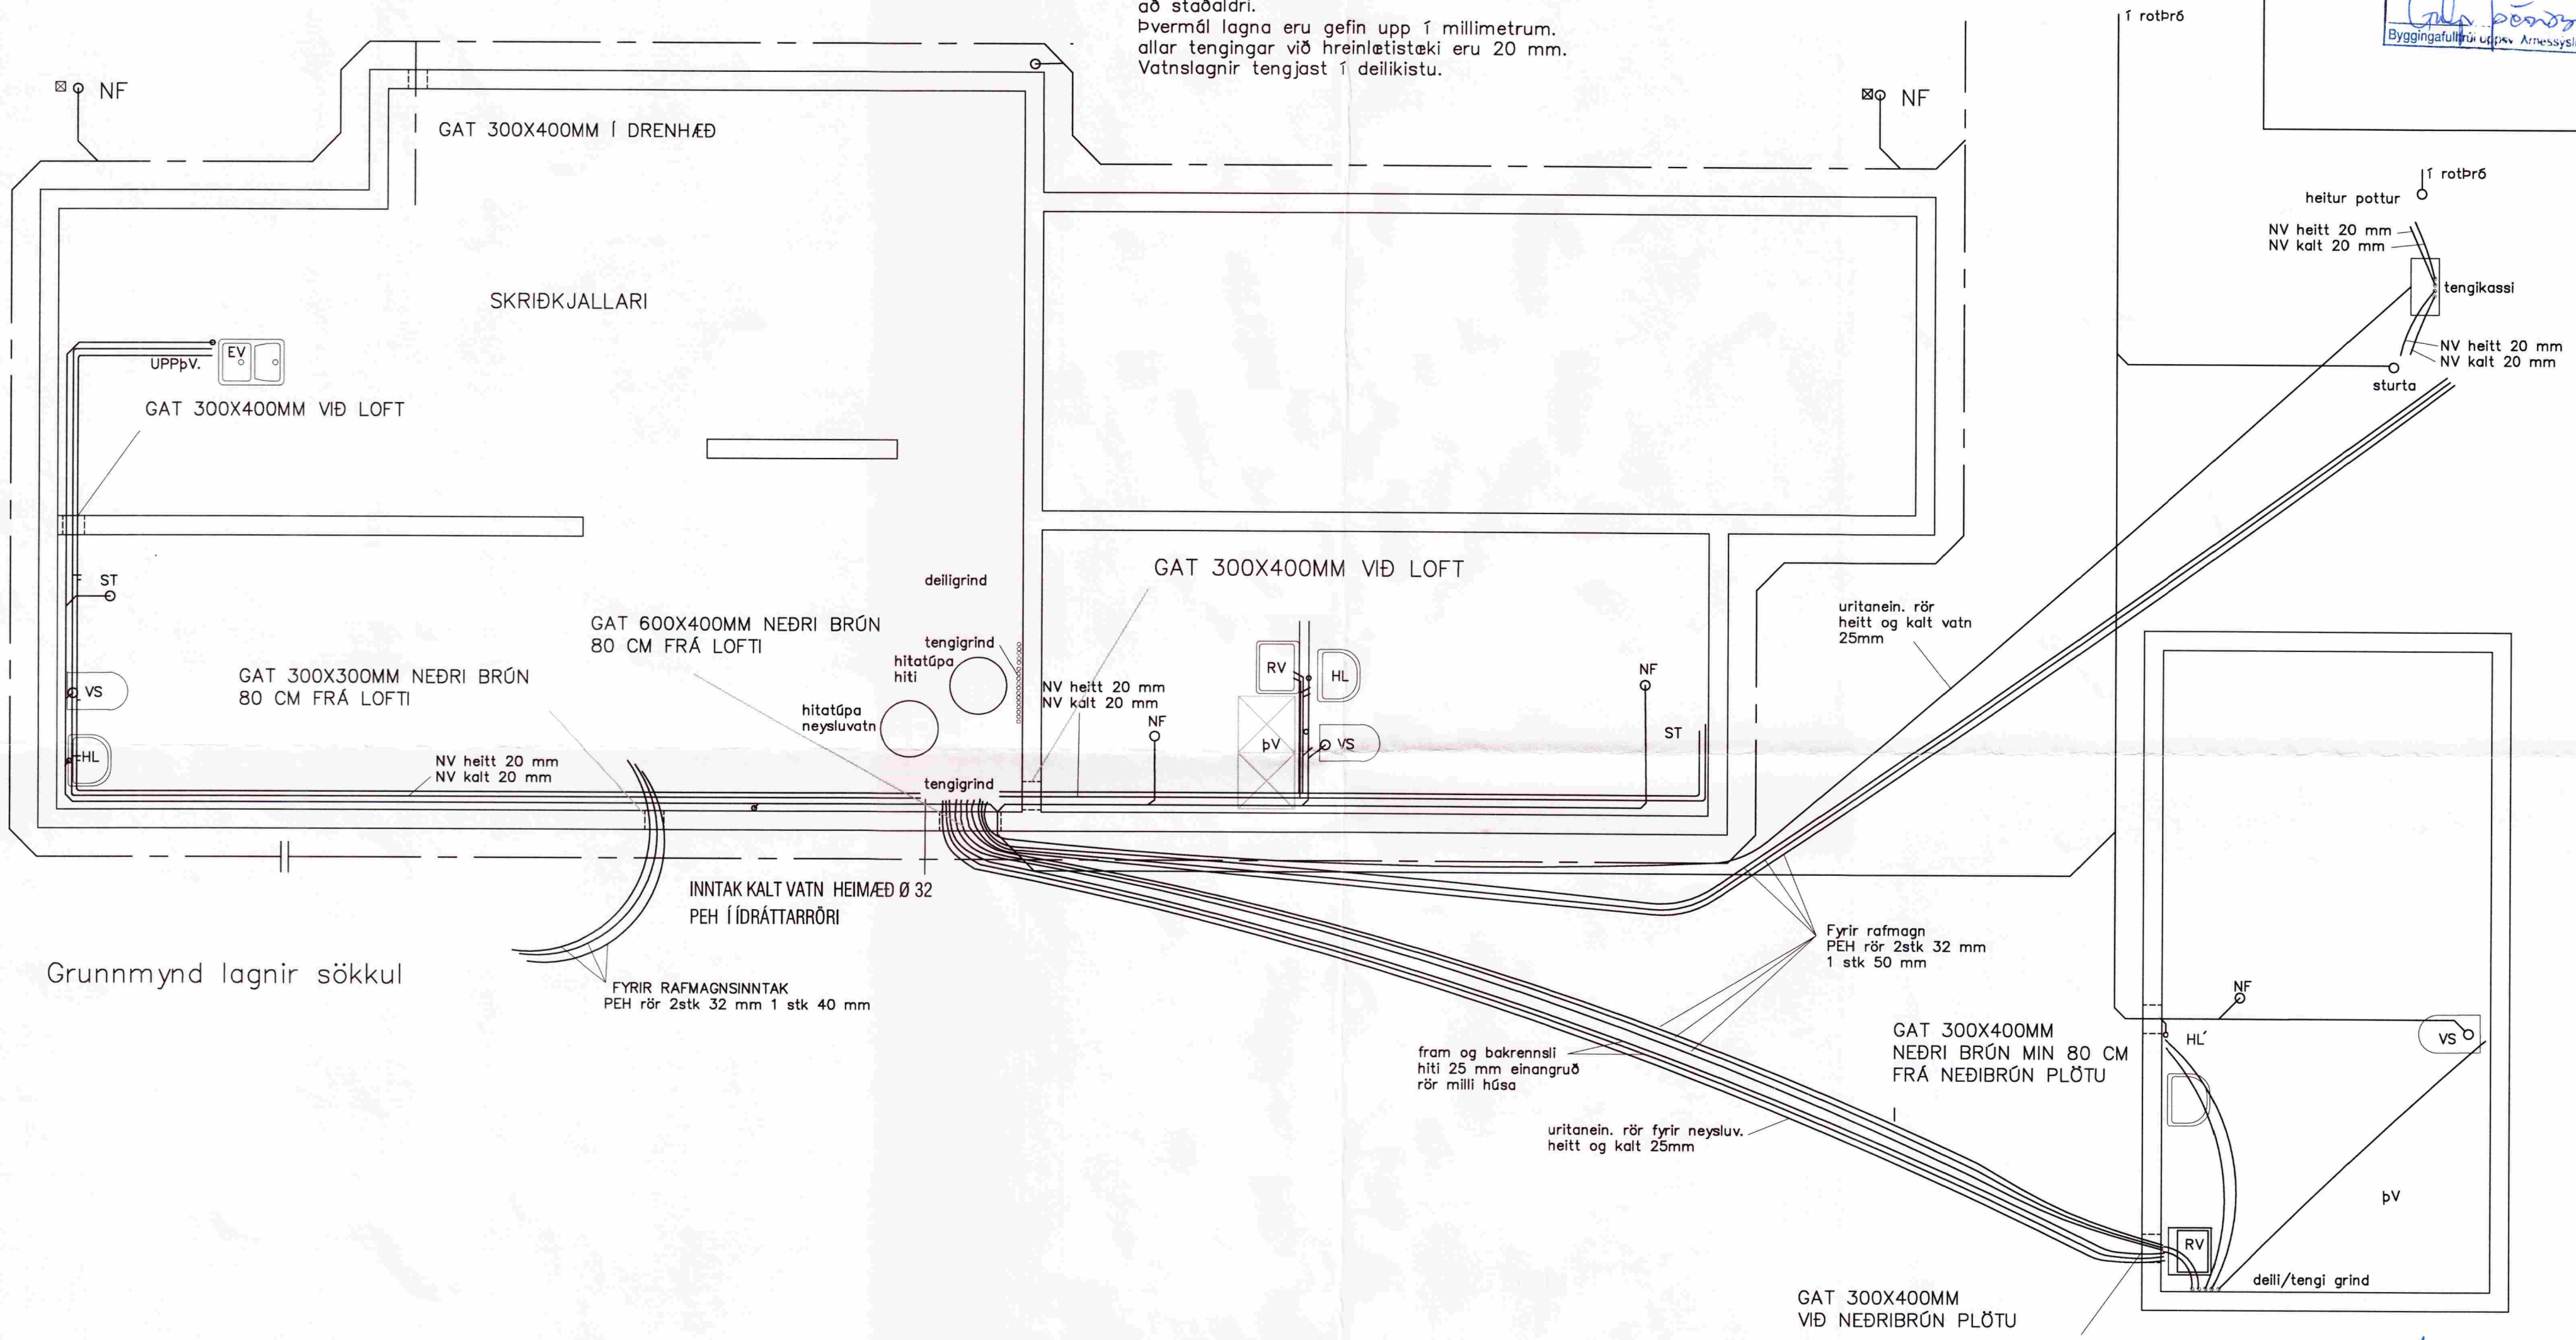 að staðaldri.
Þvermál lagna eru gefin upp í millimetrum.
allar tengingar við hreinlætistæki eru 20 mm.
Vatnslagnir tengjast í deilikistu.
í rotþró
Byggingafulltrúi uppsv. Árnessýsl
NF
GAT 300X400MM Í DRENHÆÐ
NF
í rotþró
heitur pottur
NV heitt 20 mm
NV kalt 20 mm
tengikassi
NV heitt 20 mm
NV kalt 20 mm
sturta
SKRIÐKJALLARI
EV
UPPÞV.
GAT 300X400MM VIÐ LOFT
ST
deiligrind
GAT 300X400MM VIÐ LOFT
GAT 600X400MM NEÐRI BRÚN
80 CM FRÁ LOFTI
tengigrind
hitatúpa
hiti
uritanein. rör
heitt og kalt vatn
25mm
GAT 300X300MM NEÐRI BRÚN
80 CM FRÁ LOFTI
VS
hitatúpa
neysluvatn
NV heitt 20 mm
NV kalt 20 mm
NF
RV
HL
NF
ST
þV
VS
HL
NV heitt 20 mm
NV kalt 20 mm
tengigrind
INNTAK KALT VATN HEIMÆÐ Ø 32
PEH Í ÍDRÁTTARRÖRI
Grunnmynd lagnir sökkul
FYRIR RAFMAGNSINNTAK
PEH rör 2stk 32 mm 1 stk 40 mm
Fyrir rafmagn
PEH rör 2stk 32 mm
1 stk 50 mm
NF
GAT 300X400MM
NEÐRI BRÚN MIN 80 CM
FRÁ NEÐIBRÚN PLÖTU
HL´
VS
fram og bakrennsli
hiti 25 mm einangruð
rör milli húsa
uritanein. rör fyrir neysluv.
heitt og kalt 25mm
þV
RV
deili/tengi grind
GAT 300X400MM
VIÐ NEÐRIBRÚN PLÖTU